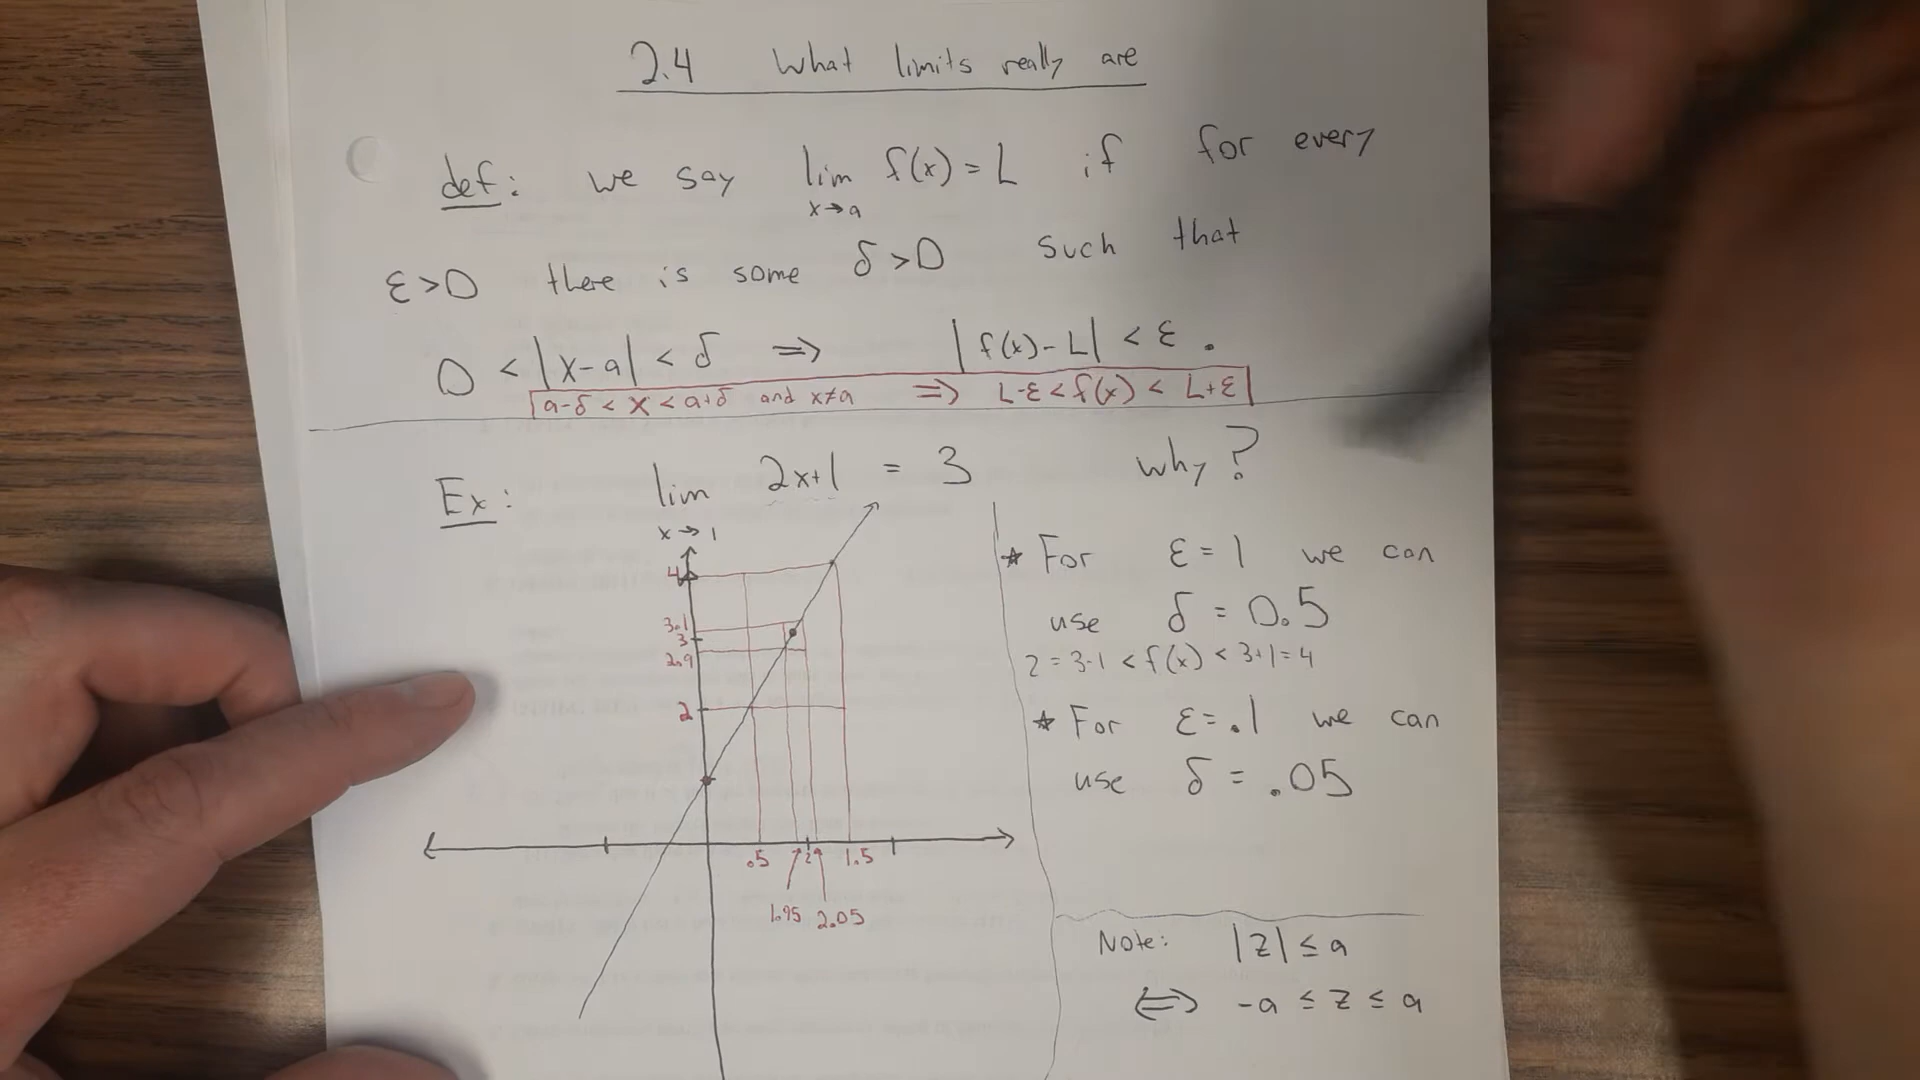 2.4 What limits really are
def: we say lim f(x) = L if for every
x→a
ε>0 there is some δ>0 such that
0 < |x-a| < δ ⇒ |f(x)-L| < ε.
a-δ < x < a+δ and x≠a ⇒ L-ε < f(x) < L+ε
Ex: lim 2x+1 = 3 why?
x→1
4
3.1
3
2.9
2
.5 1.5
1.95 2.05
* For ε = 1 we can
use δ = 0.5
2 = 3-1 < f(x) < 3+1 = 4
* For ε = .1 we can
use δ = .05
Note: |z| ≤ a
⇔ -a ≤ z ≤ a